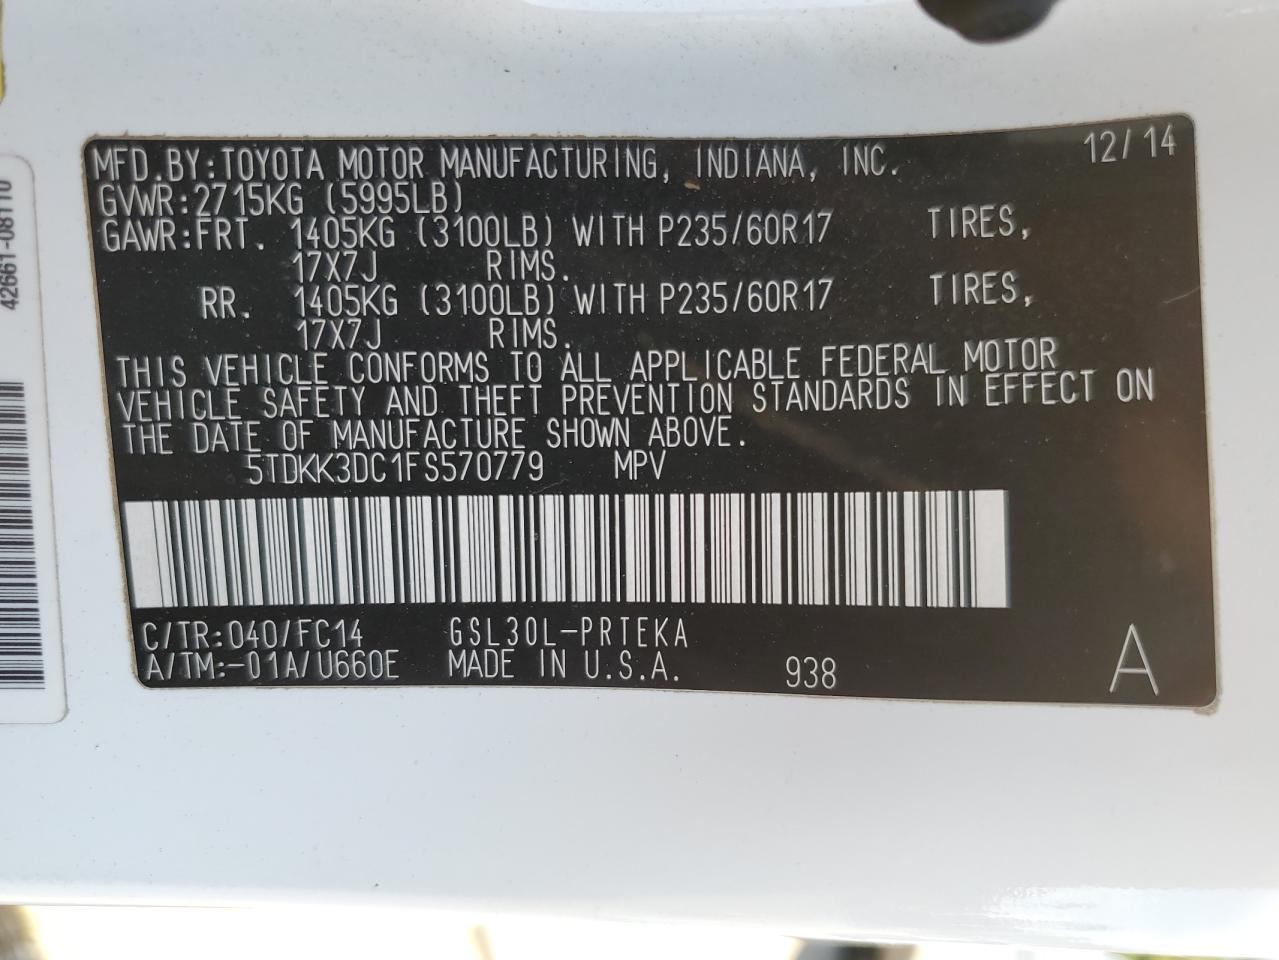 MFD.BY:TOYOTA MOTOR MANUFACTURING, INDIANA, INC. 12/14
GVWR:2715KG (5995LB)
GAWR:FRT. 1405KG (3100LB) WITH P235/60R17 TIRES,
17X7J RIMS.
RR. 1405KG (3100LB) WITH P235/60R17 TIRES,
17X7J RIMS.
THIS VEHICLE CONFORMS TO ALL APPLICABLE FEDERAL MOTOR
VEHICLE SAFETY AND THEFT PREVENTION STANDARDS IN EFFECT ON
THE DATE OF MANUFACTURE SHOWN ABOVE.
5TDKK3DC1FS570779 MPV
C/TR:040/FC14 GSL30L-PRTEKA
A/TM:-01A/U660E MADE IN U.S.A. 938 A
42661-08110